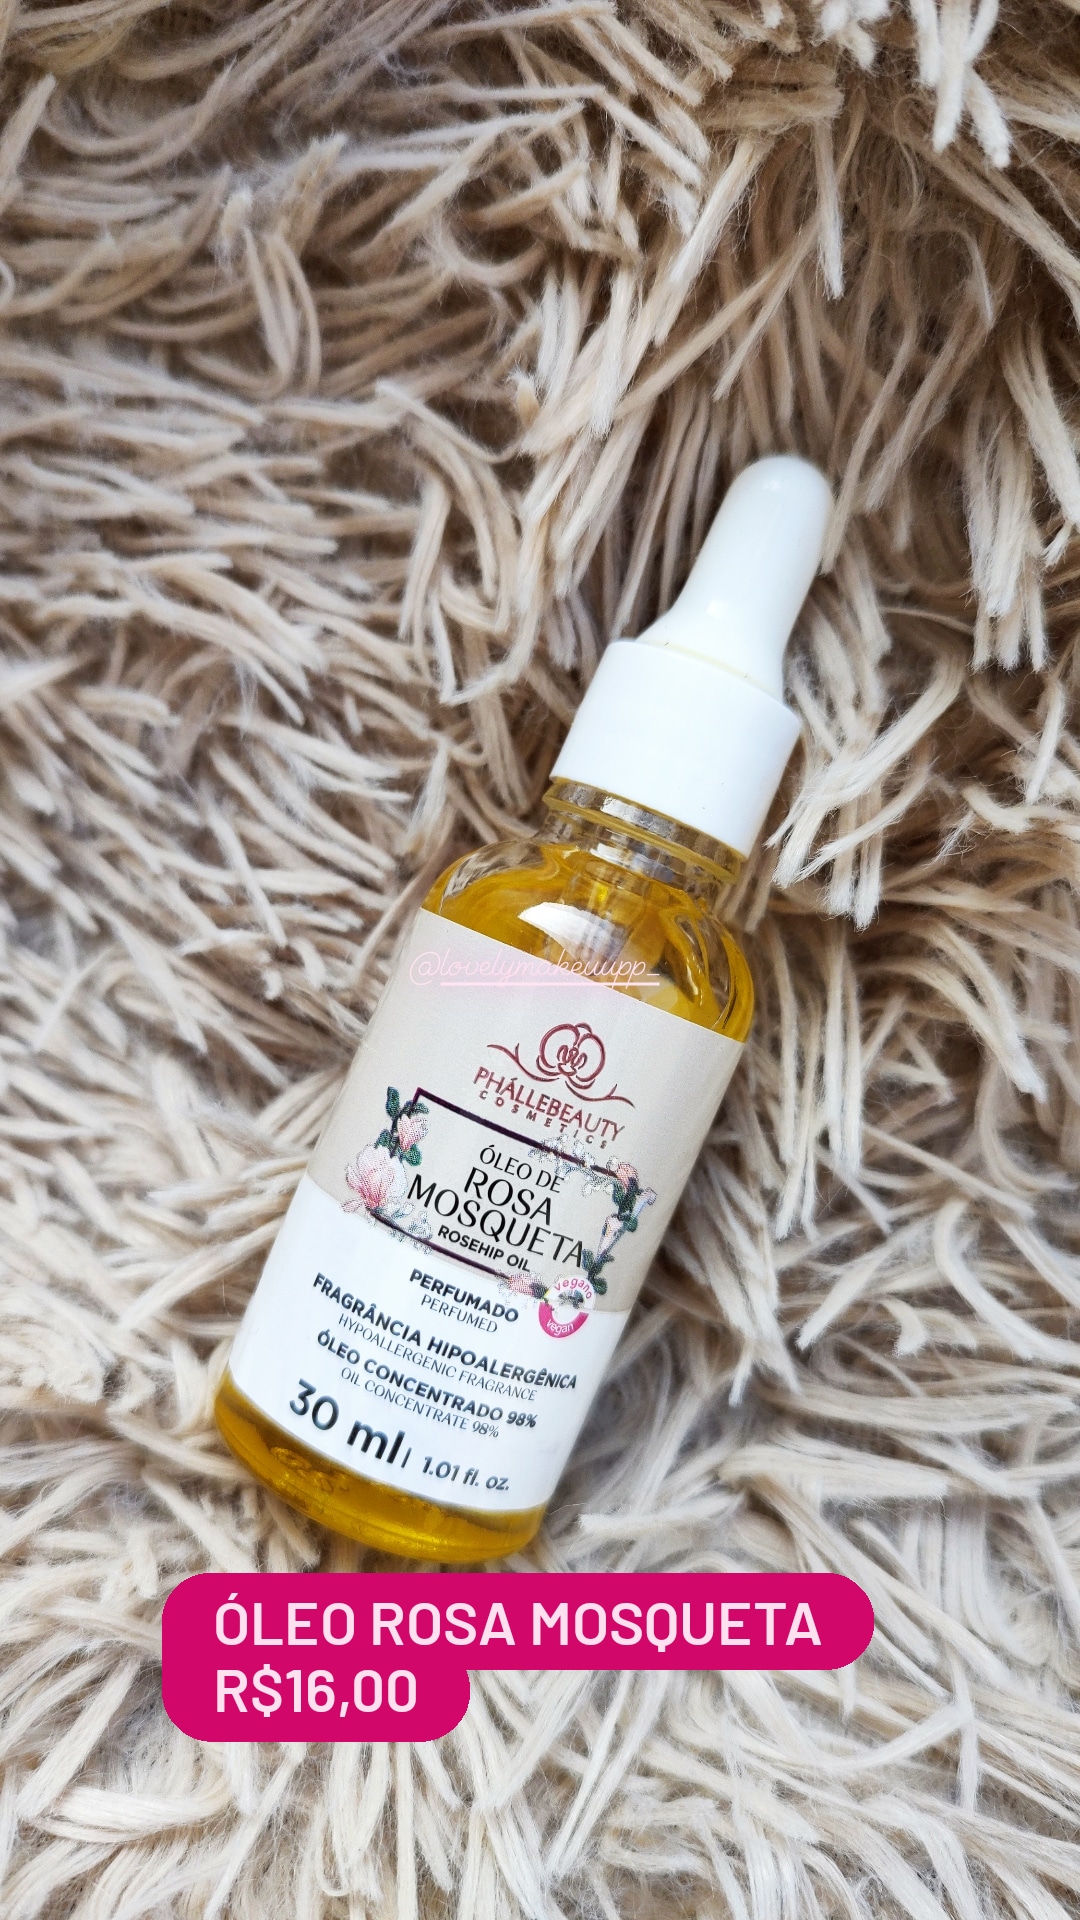 @lovelymakeuupp_
PHÁLLEBEAUTY
COSMETICS
ÓLEO DE
ROSA
MOSQUETA
ROSEHIP OIL
vegano
vegan
PERFUMADO
PERFUMED
FRAGRÂNCIA HIPOALERGÊNICA
HYPOALLERGENIC FRAGRANCE
ÓLEO CONCENTRADO 98%
OIL CONCENTRATE 98%
30 ml| 1.01 fl. oz.
ÓLEO ROSA MOSQUETA
R$16,00